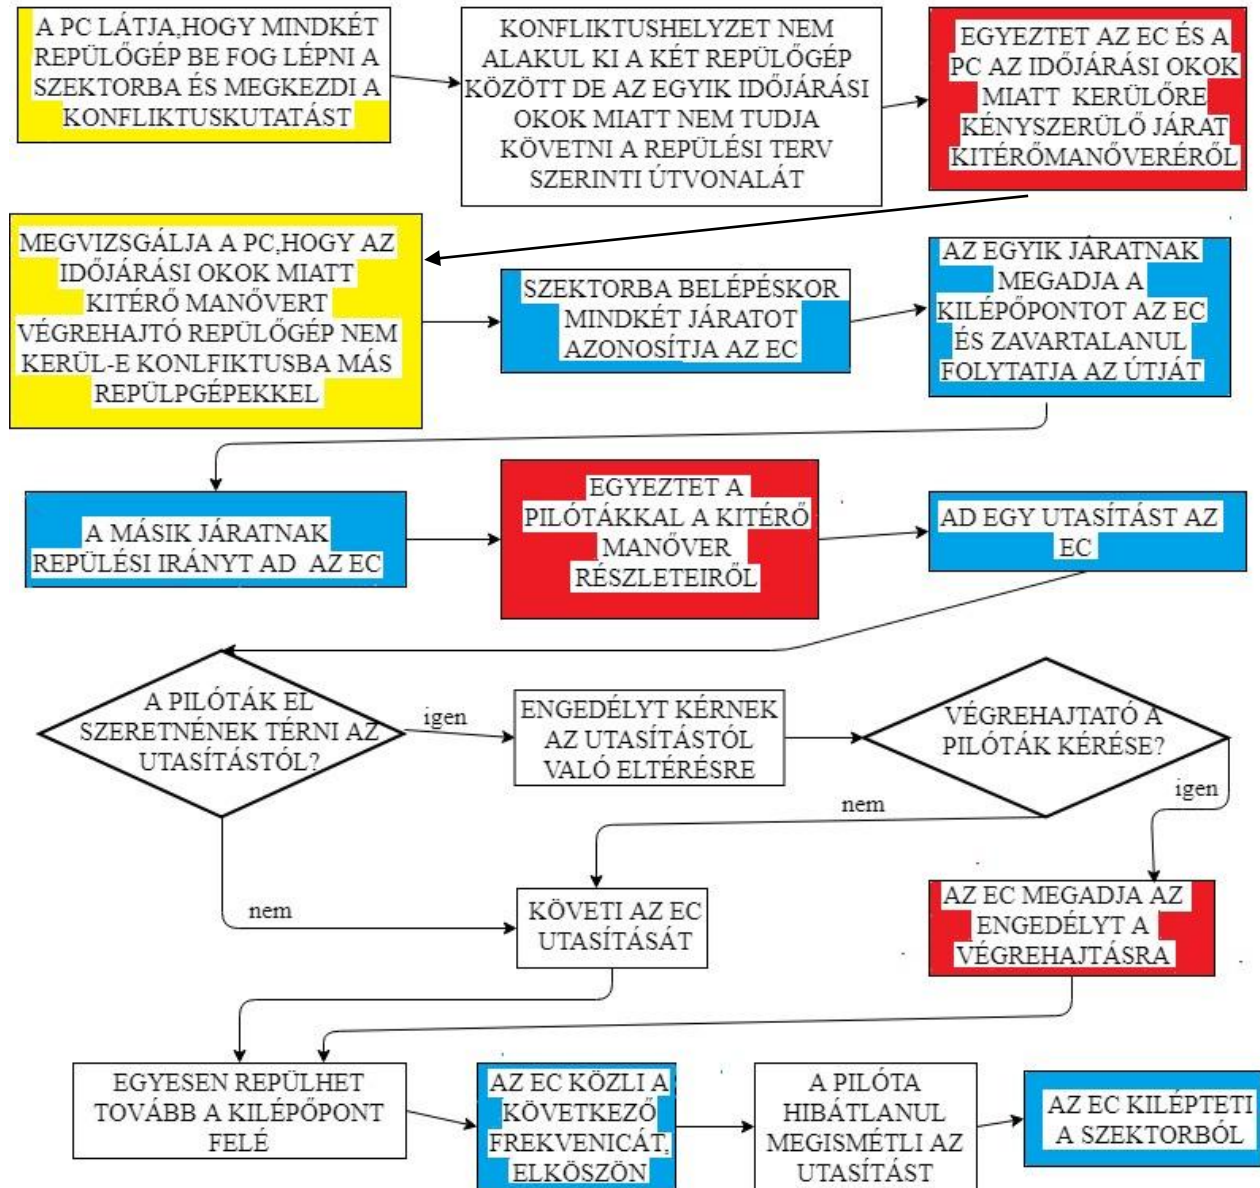 A PC LÁTJA,HOGY MINDKÉT
REPÜLŐGÉP BE FOG LÉPNI A
SZEKTORBA ÉS MEGKEZDI A
KONFLIKTUSKUTATÁST
KONFLIKTUSHELYZET NEM
ALAKUL KI A KÉT REPÜLŐGÉP
KÖZÖTT DE AZ EGYIK IDŐJÁRÁSI
OKOK MIATT NEM TUDJA
KÖVETNI A REPÜLÉSI TERV
SZERINTI ÚTVONALÁT
EGYEZTET AZ EC ÉS A
PC AZ IDŐJÁRÁSI OKOK
MIATT KERÜLŐRE
KÉNYSZERÜLŐ JÁRAT
KITÉRŐMANŐVERÉRŐL
MEGVIZSGÁLJA A PC,HOGY AZ
IDŐJÁRÁSI OKOK MIATT
KITÉRŐ MANŐVERT
VÉGREHAJTÓ REPÜLŐGÉP NEM
KERÜL-E KONLFIKTUSBA MÁS
REPÜLPGÉPEKKEL
SZEKTORBA BELÉPÉSKOR
MINDKÉT JÁRATOT
AZONOSÍTJA AZ EC
AZ EGYIK JÁRATNAK
MEGADJA A
KILÉPŐPONTOT AZ EC
ÉS ZAVARTALANUL
FOLYTATJA AZ ÚTJÁT
A MÁSIK JÁRATNAK
REPÜLÉSI IRÁNYT AD AZ EC
EGYEZTET A
PILÓTÁKKAL A KITÉRŐ
MANŐVER
RÉSZLETEIRŐL
AD EGY UTASÍTÁST AZ
EC
A PILÓTÁK EL
SZERETNÉNEK TÉRNI AZ
UTASÍTÁSTÓL?
igen
ENGEDÉLYT KÉRNEK
AZ UTASÍTÁSTÓL
VALÓ ELTÉRÉSRE
VÉGREHAJTATÓ A
PILÓTÁK KÉRÉSE?
nem
igen
nem
KÖVETI AZ EC
UTASÍTÁSÁT
AZ EC MEGADJA AZ
ENGEDÉLYT A
VÉGREHAJTÁSRA
EGYESEN REPÜLHET
TOVÁBB A KILÉPŐPONT
FELÉ
AZ EC KÖZLI A
KÖVETKEZŐ
FREKVENICÁT,
ELKÖSZÖN
A PILÓTA
HIBÁTLANUL
MEGISMÉTLI AZ
UTASÍTÁST
AZ EC KILÉPTETI
A SZEKTORBÓL